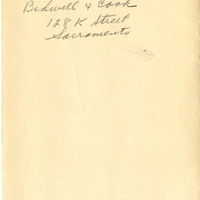 Bidwell & Cook
128 K Street
Sacramento